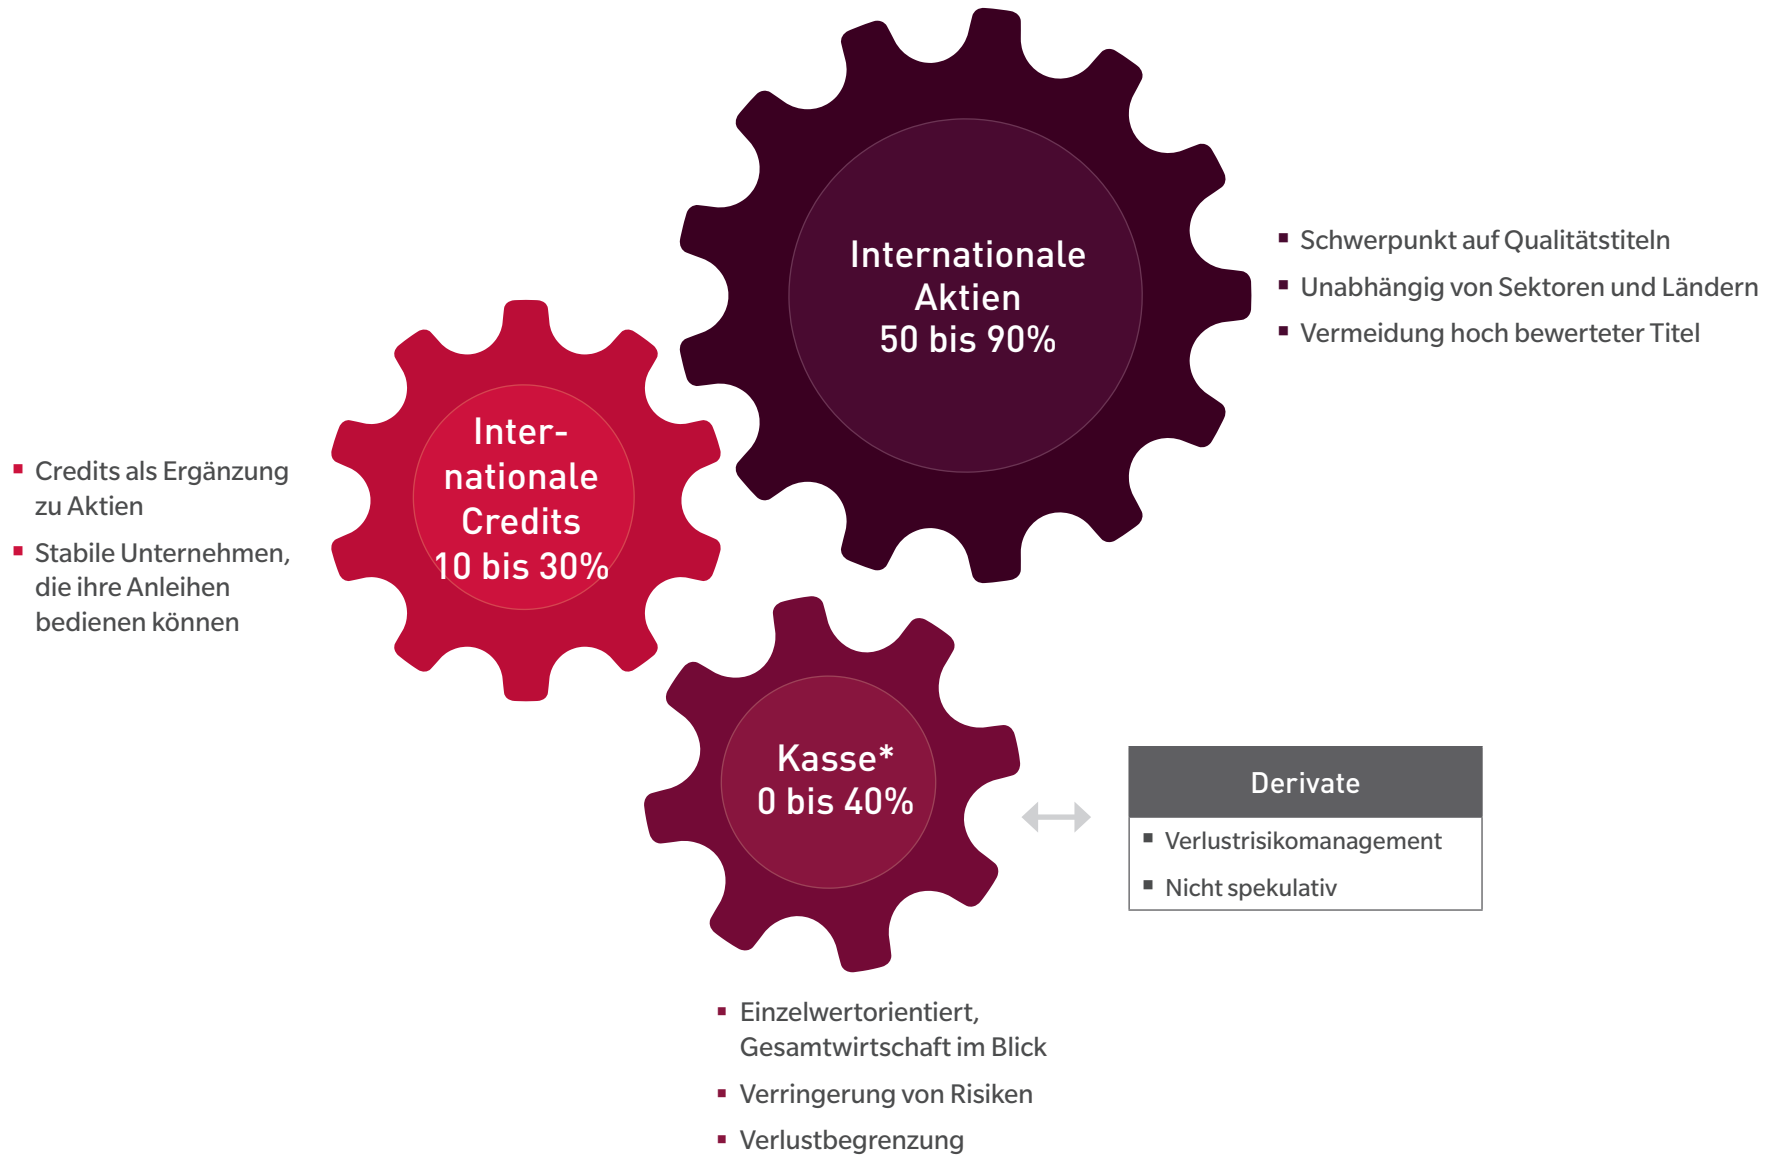 Internationale
Aktien
50 bis 90%
▪ Schwerpunkt auf Qualitätstiteln
▪ Unabhängig von Sektoren und Ländern
▪ Vermeidung hoch bewerteter Titel
Inter-
nationale
Credits
10 bis 30%
▪ Credits als Ergänzung
zu Aktien
▪ Stabile Unternehmen,
die ihre Anleihen
bedienen können
Kasse*
0 bis 40%
Derivate
▪ Verlustrisikomanagement
▪ Nicht spekulativ
▪ Einzelwertorientiert,
Gesamtwirtschaft im Blick
▪ Verringerung von Risiken
▪ Verlustbegrenzung